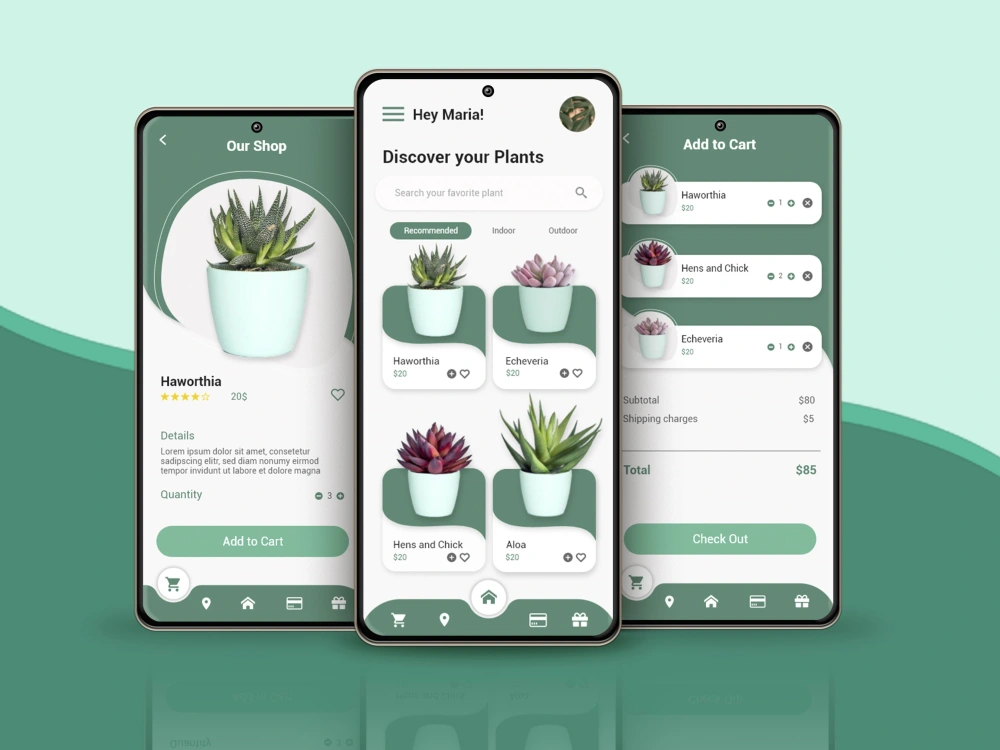 Our Shop
Haworthia
20$
Details
Lorem ipsum dolor sit amet, consetetur
sadipscing elitr, sed diam nonumy eirmod
tempor invidunt ut labore et dolore magna
Quantity
3
Add to Cart
Hey Maria!
Discover your Plants
Search your favorite plant
Recommended
Indoor
Outdoor
Haworthia
$20
Echeveria
$20
Hens and Chick
$20
Aloa
$20
Add to Cart
Haworthia
$20
1
Hens and Chick
$20
2
Echeveria
$20
1
Subtotal
$80
Shipping charges
$5
Total
$85
Check Out